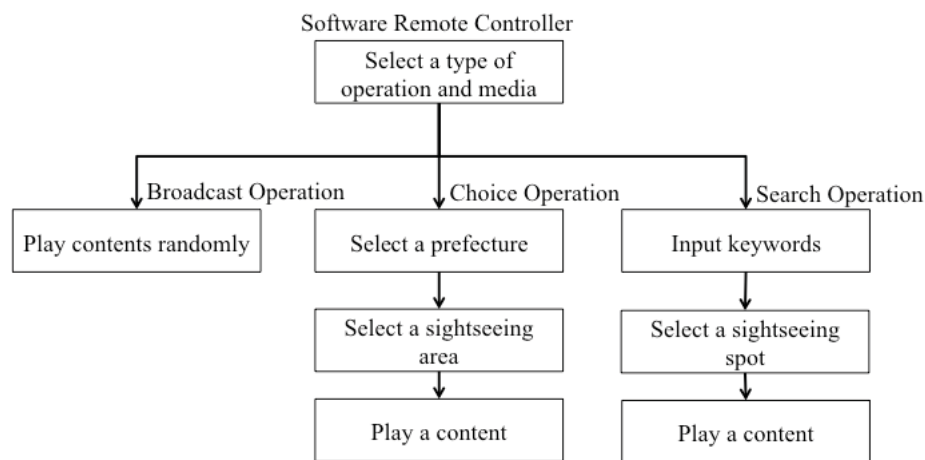 Software Remote Controller
Select a type of
operation and media
Broadcast Operation
Choice Operation
Search Operation
Play contents randomly
Select a prefecture
Input keywords
Select a sightseeing
area
Select a sightseeing
spot
Play a content
Play a content